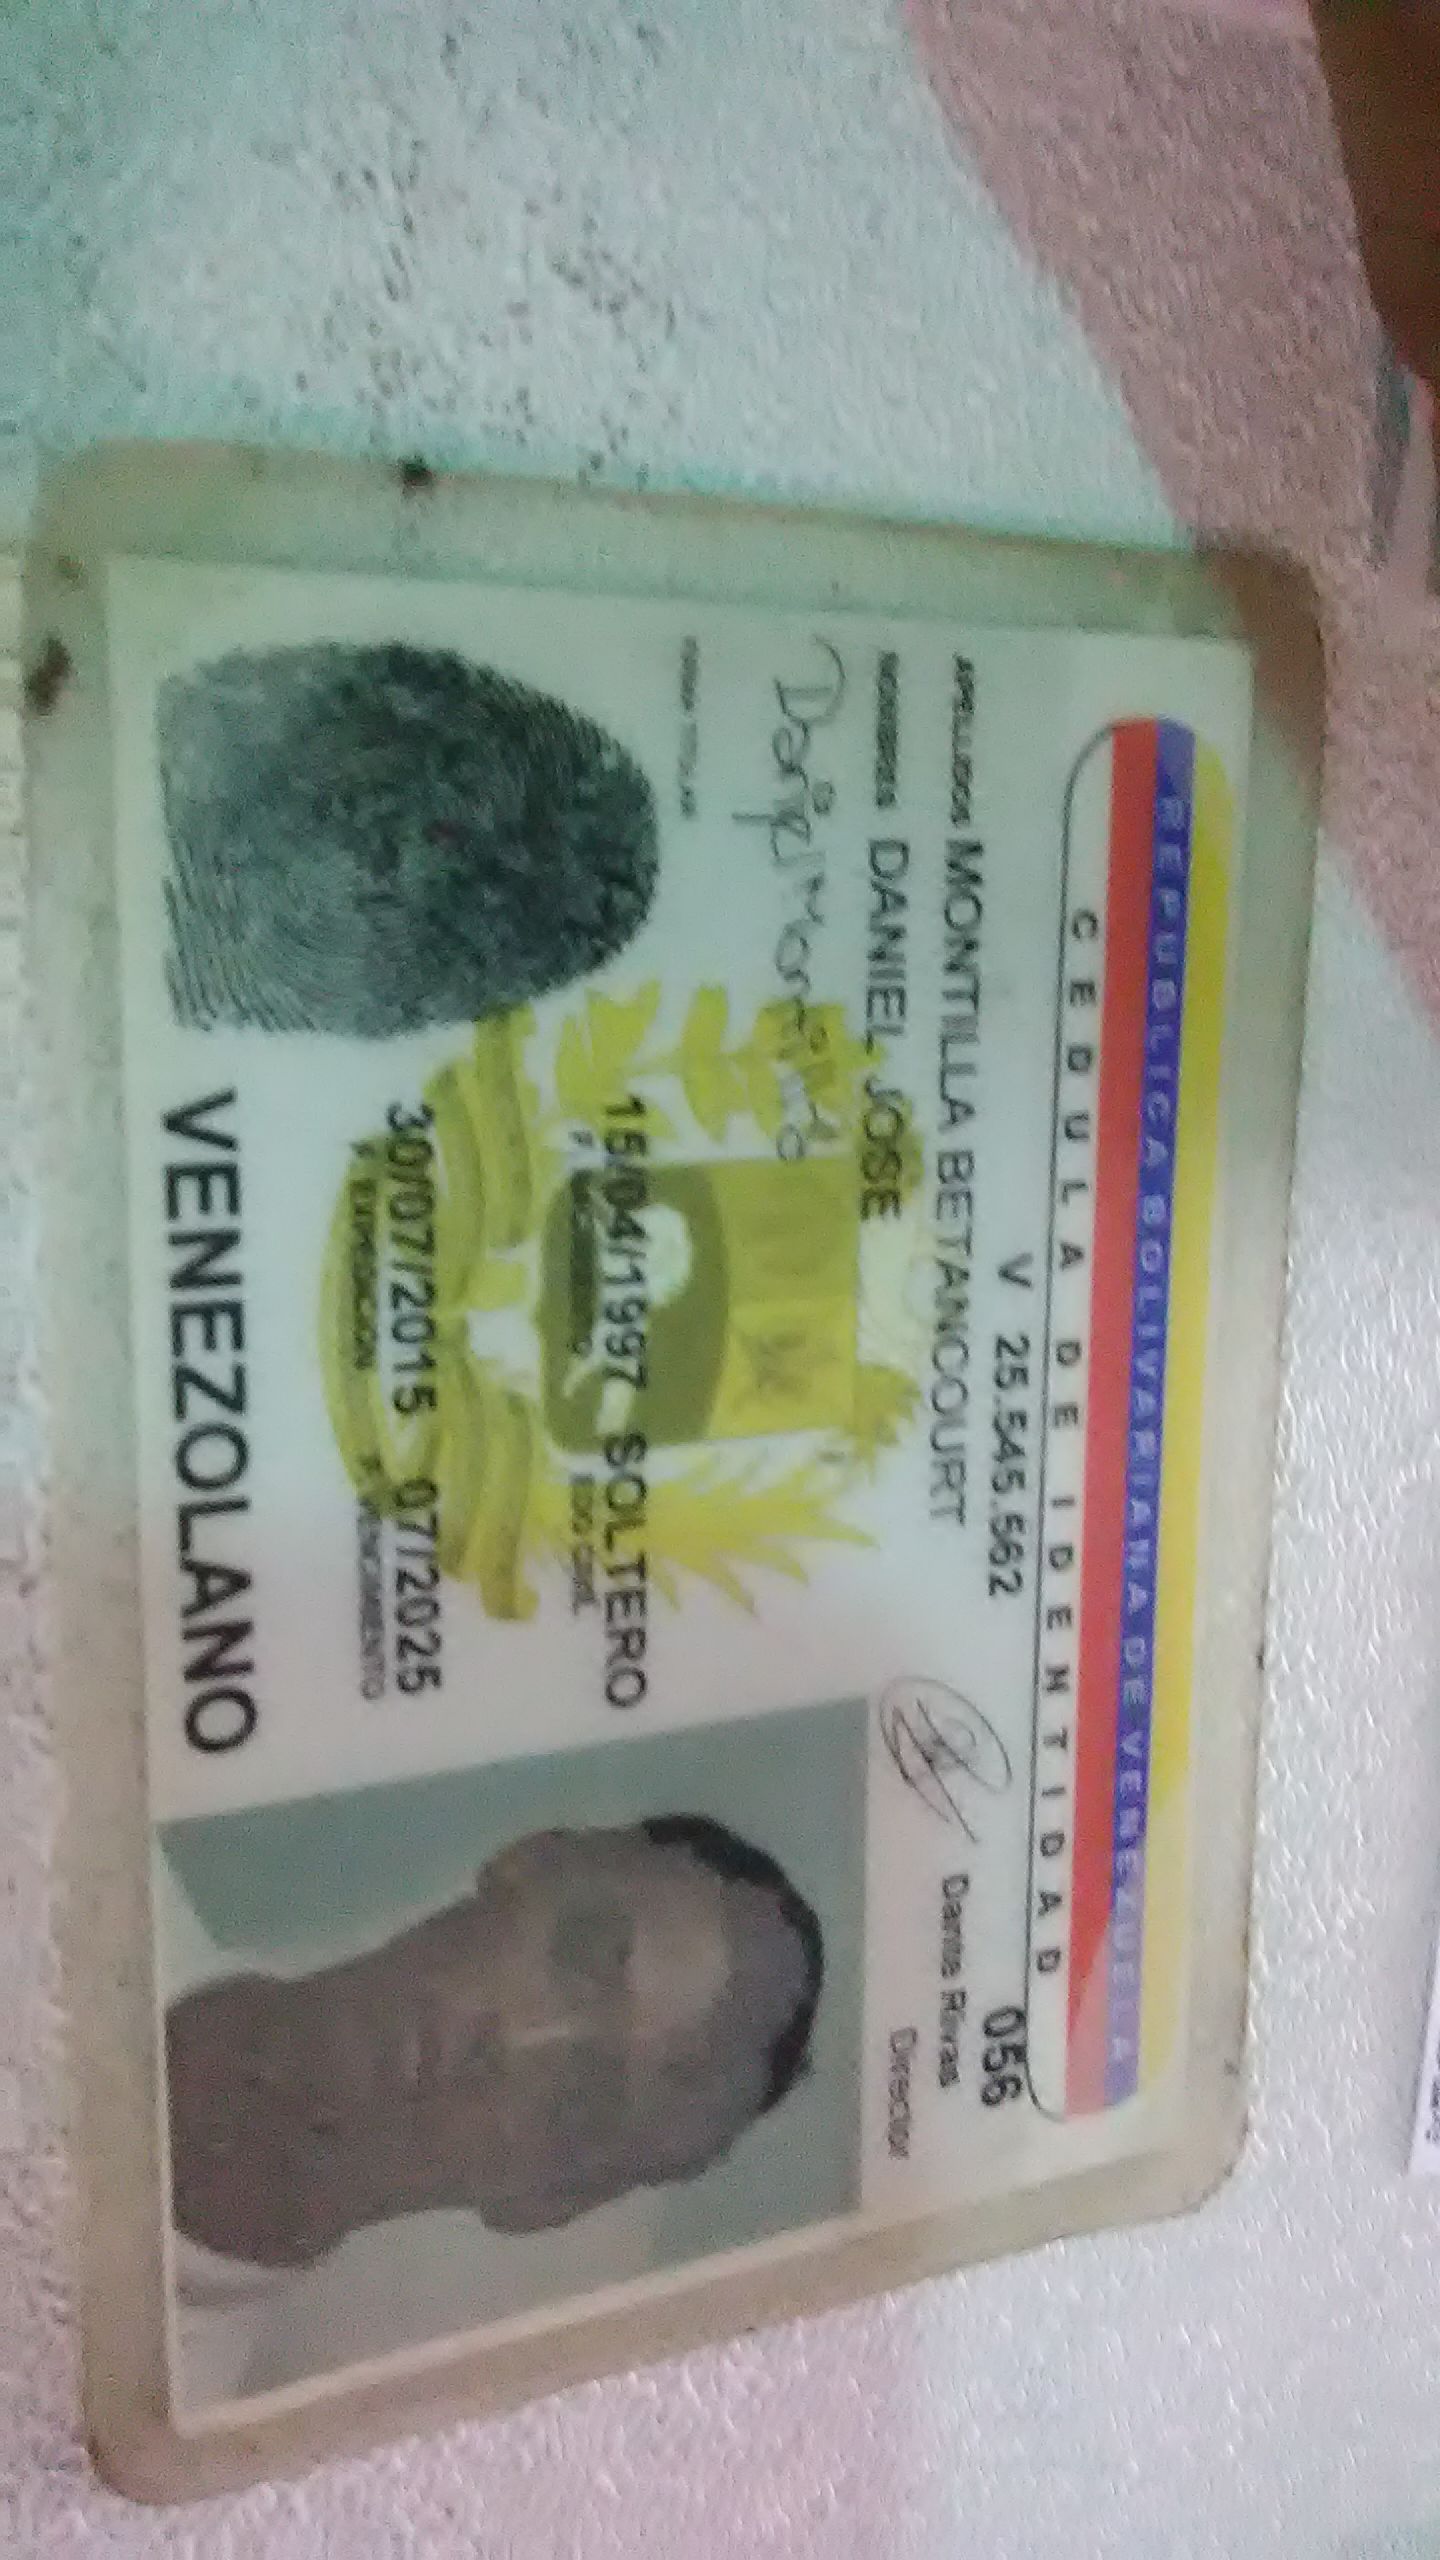 REPUBLICA BOLIVARIANA DE VENEZUELA
CEDULA DE IDENTIDAD
V 25.545.562
056
APELLIDOS MONTILLA BETANCOURT
Dante Rivas
NOMBRES DANIEL JOSE
Director
Daniel Montilla
FIRMA TITULAR
15/04/1997 SOLTERO
F. NACIMIENTO EDO CIVIL
30/07/2015 07/2025
F. EXPEDICION F. VENCIMIENTO
VENEZOLANO